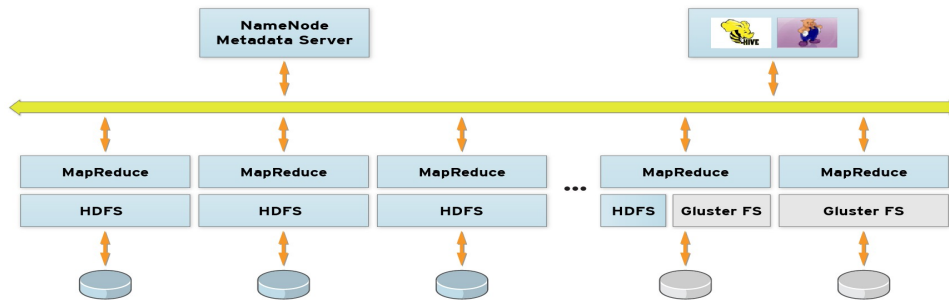 NameNode
Metadata Server
HIVE
MapReduce
MapReduce
MapReduce
...
MapReduce
MapReduce
HDFS
HDFS
HDFS
HDFS
Gluster FS
Gluster FS